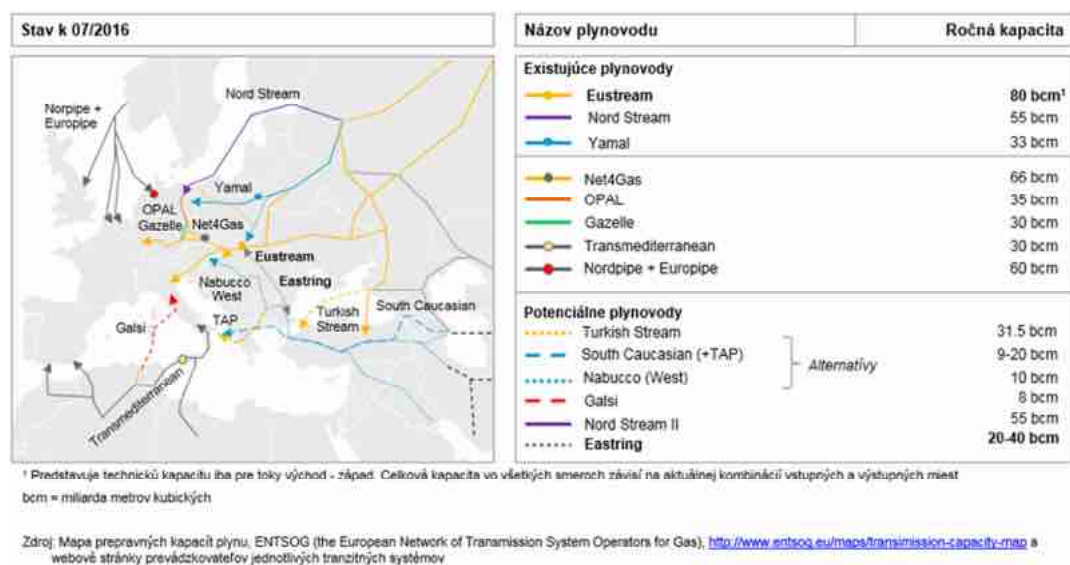 Stav k 07/2016
Názov plynovodu Ročná kapacita
Norpipe +
Europipe
Nord Stream
Yamal
OPAL
Gazelle
Net4Gas
Eustream
Eastring
Nabucco
West
TAP
Turkish
Stream
South Caucasian
Galsi
Transmediterranean
Existujúce plynovody
Eustream 80 bcm¹
Nord Stream 55 bcm
Yamal 33 bcm
Net4Gas 66 bcm
OPAL 35 bcm
Gazelle 30 bcm
Transmediterranean 30 bcm
Nordpipe + Europipe 60 bcm
Potenciálne plynovody
Turkish Stream 31.5 bcm
South Caucasian (+TAP) 9-20 bcm
Alternatívy
Nabucco (West) 10 bcm
Galsi 8 bcm
Nord Stream II 55 bcm
Eastring 20-40 bcm
¹ Predstavuje technickú kapacitu iba pre toky východ - západ. Celková kapacita vo všetkých smeroch závisí na aktuálnej kombinácií vstupných a výstupných miest
bcm = miliarda metrov kubických
Zdroj: Mapa prepravných kapacít plynu, ENTSOG (the European Network of Transmission System Operators for Gas), http://www.entsog.eu/maps/transimission-capacity-map a
webové stránky prevádzkovateľov jednotlivých tranzitných systémov